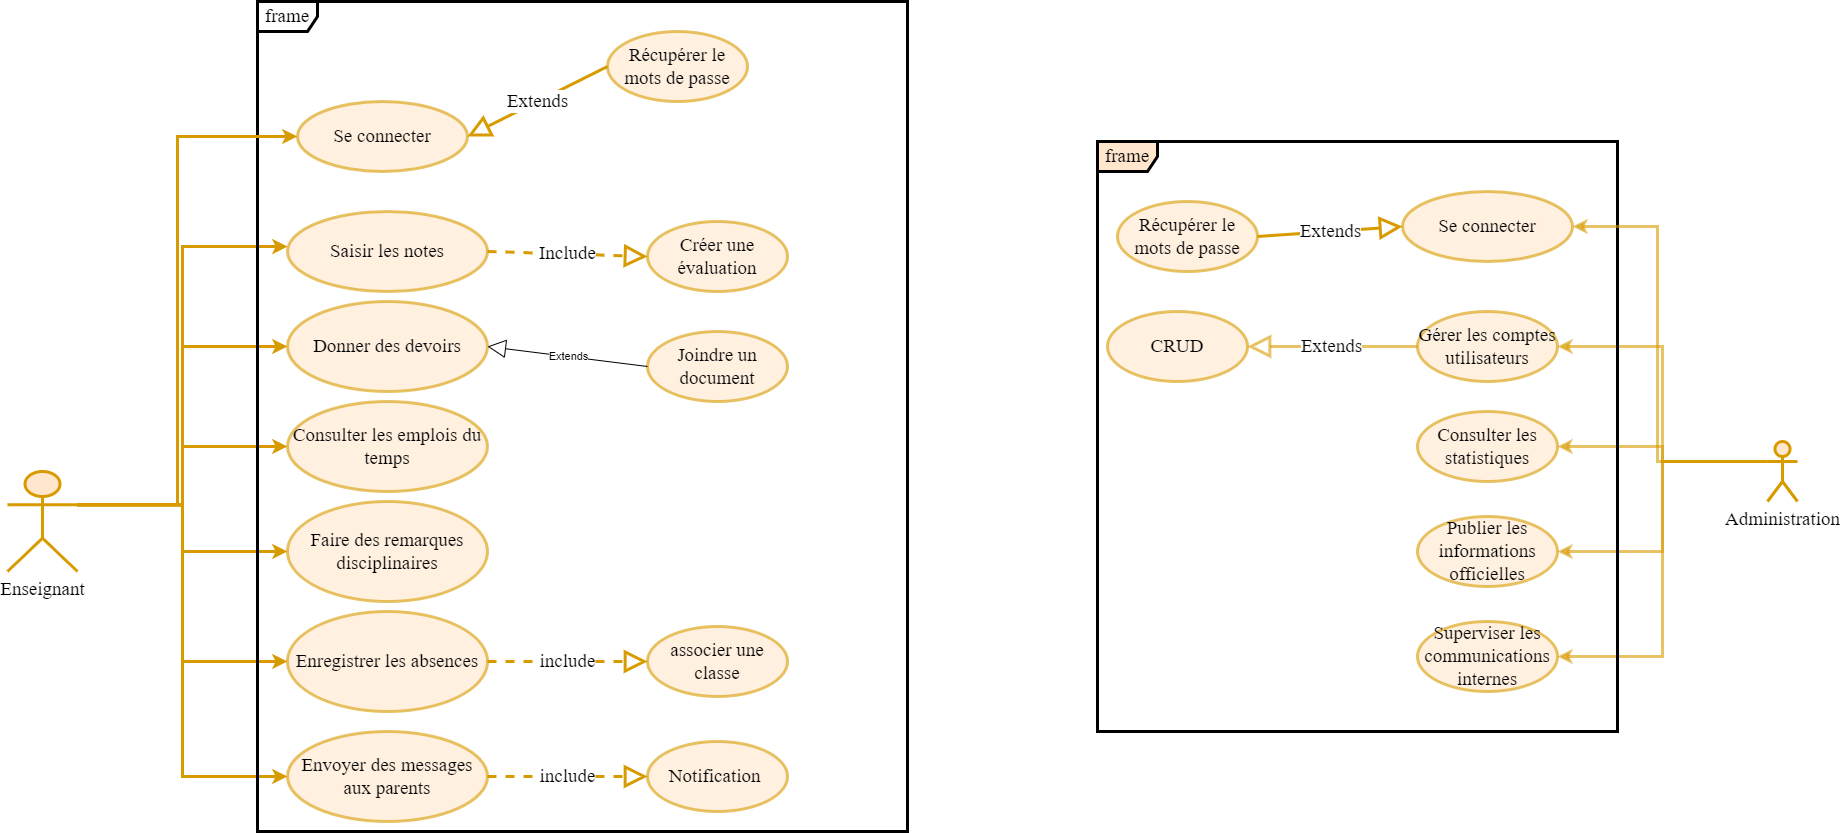 frame
Récupérer le
mots de passe
Extends
Se connecter
Saisir les notes
Include
Créer une
évaluation
Donner des devoirs
Extends
Joindre un
document
Consulter les emplois du
temps
Faire des remarques
disciplinaires
Enseignant
Enregistrer les absences
include
associer une
classe
Envoyer des messages
aux parents
include
Notification
frame
Récupérer le
mots de passe
Extends
Se connecter
CRUD
Extends
Gérer les comptes
utilisateurs
Consulter les
statistiques
Publier les
informations
officielles
Superviser les
communications
internes
Administration